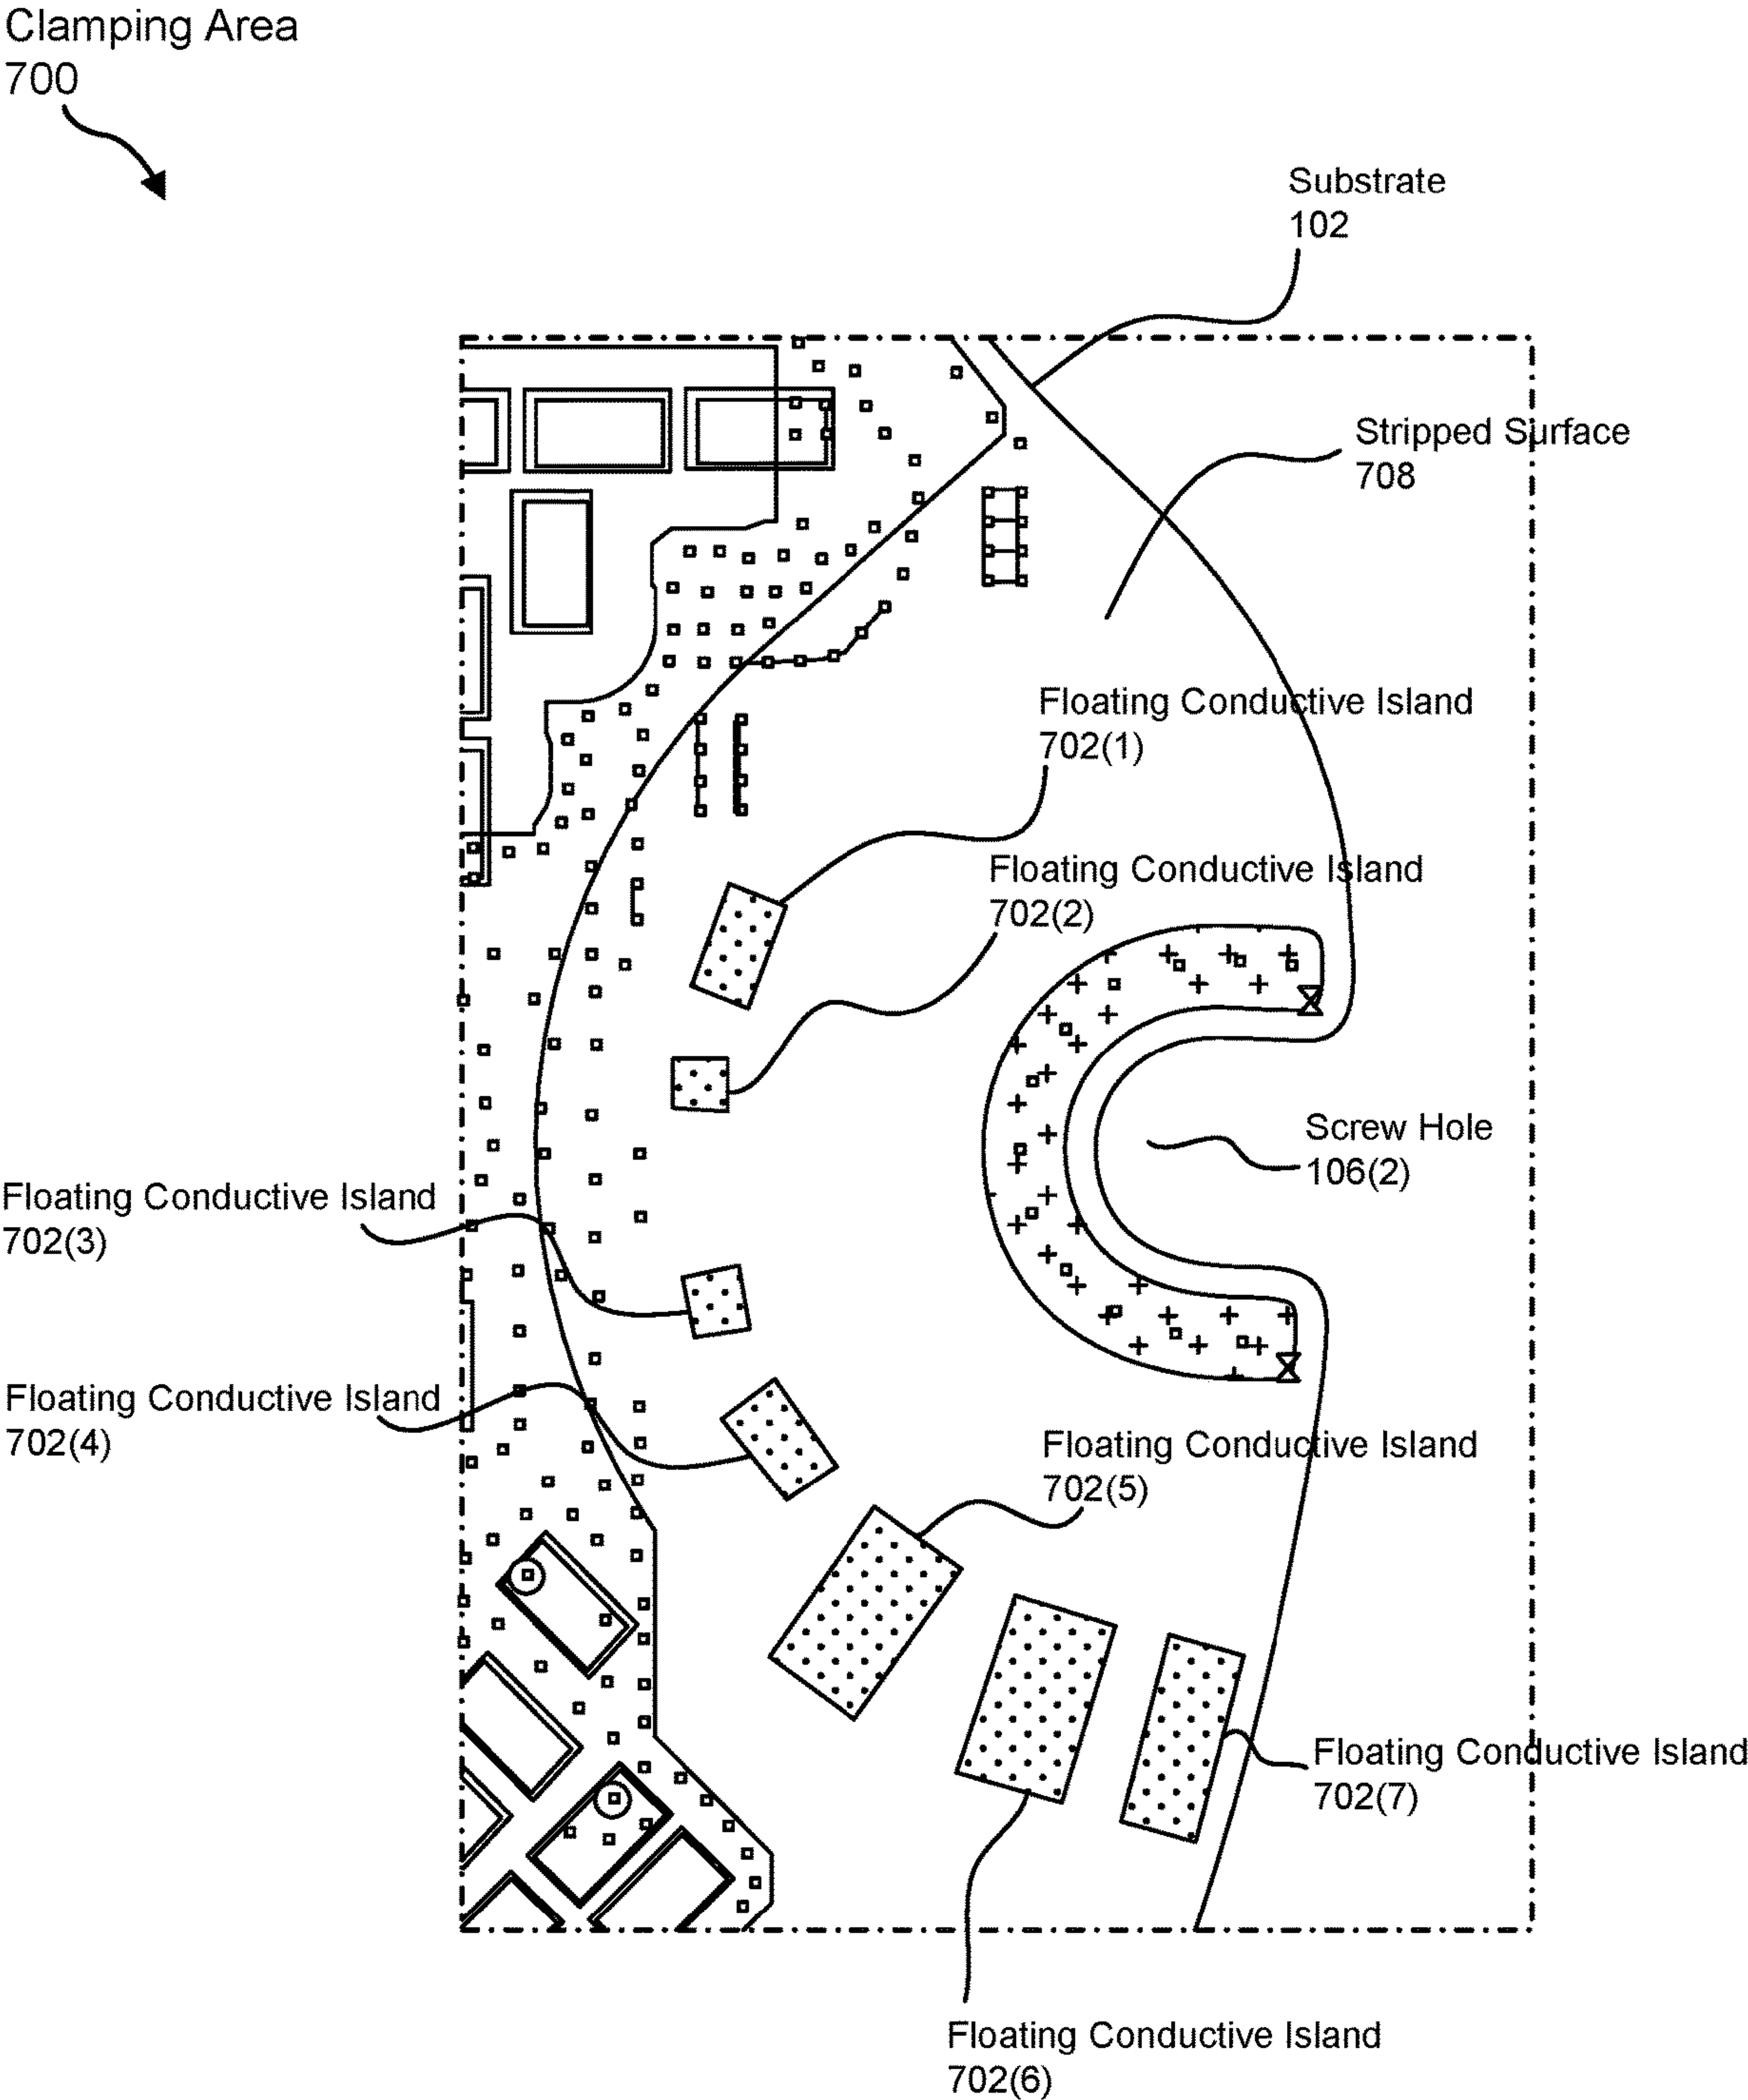 Clamping Area
700
Substrate
102
Stripped Surface
708
Floating Conductive Island
702(1)
Floating Conductive Island
702(2)
Screw Hole
106(2)
Floating Conductive Island
702(3)
Floating Conductive Island
702(4)
Floating Conductive Island
702(5)
Floating Conductive Island
702(7)
Floating Conductive Island
702(6)